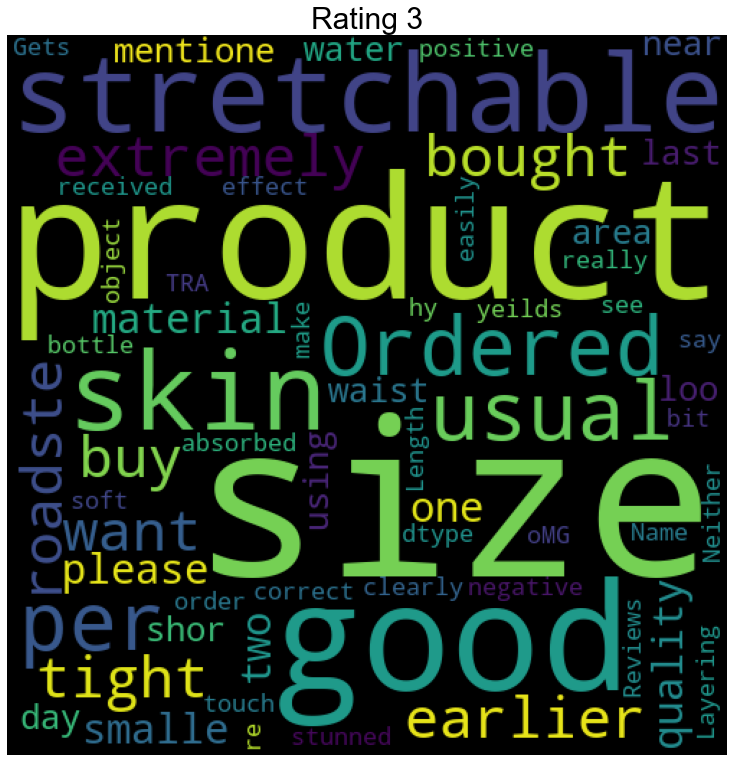 Rating 3
Gets
mentione
water
positive
near
stretchable
extremely
bought
last
received
effect
product
easily
area
really
object
TRA
material
make
hy
yeilds
see
bottle
Ordered
say
skin
waist
usual
loo
bit
roadste
buy
absorbed
using
Length
size
soft
one
want
dtype
oMG
Name
Neither
please
per
order
correct
clearly
negative
good
shor
two
quality
Reviews
Layering
tight
touch
day
smalle
re
stunned
earlier